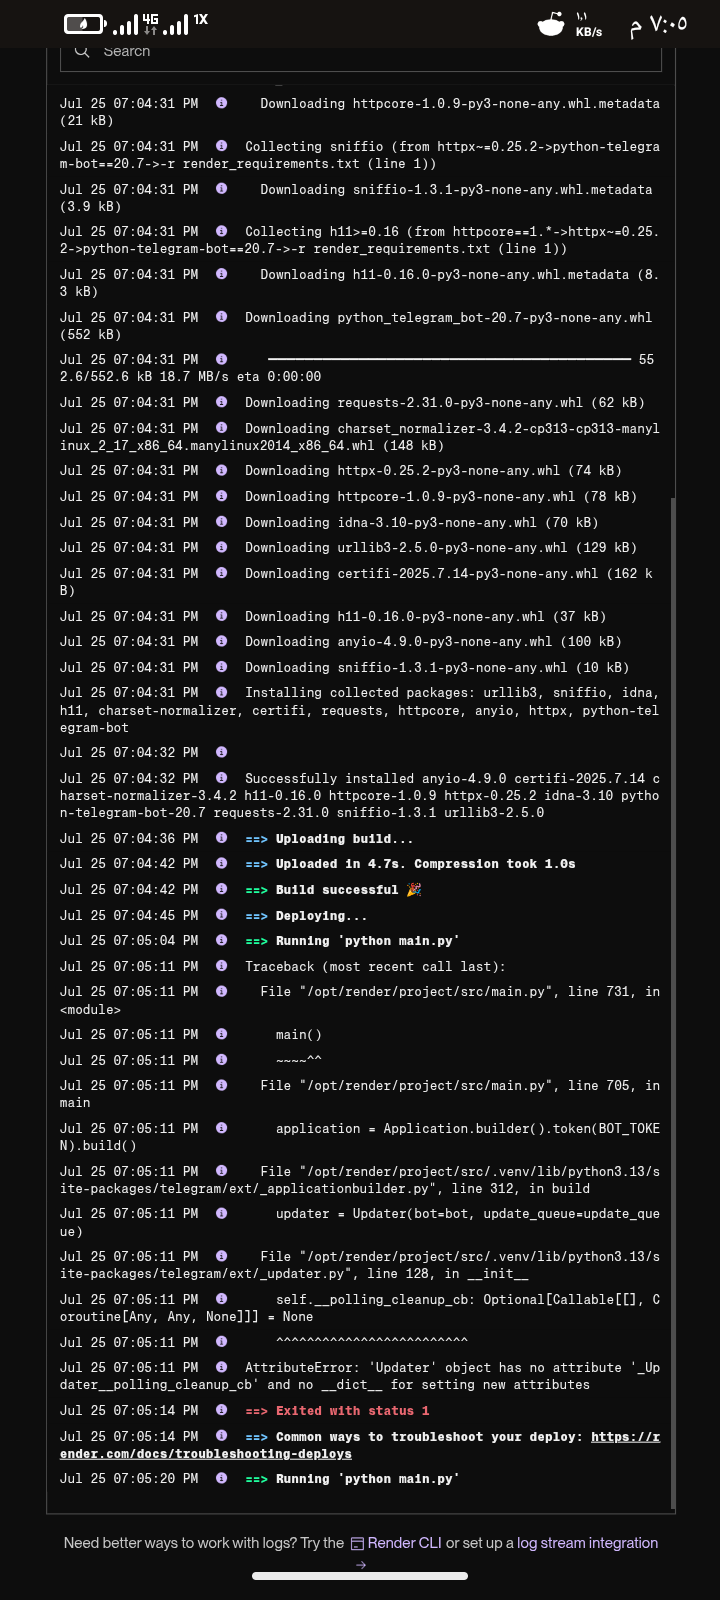 4G 1X
١٫١ KB/s
٧:٠٥ م
Search
Jul 25 07:04:31 PM Downloading httpcore-1.0.9-py3-none-any.whl.metadata
(21 kB)
Jul 25 07:04:31 PM Collecting sniffio (from httpx~=0.25.2->python-telegra
m-bot==20.7->-r render_requirements.txt (line 1))
Jul 25 07:04:31 PM Downloading sniffio-1.3.1-py3-none-any.whl.metadata
(3.9 kB)
Jul 25 07:04:31 PM Collecting h11>=0.16 (from httpcore==1.*->httpx~=0.25.
2->python-telegram-bot==20.7->-r render_requirements.txt (line 1))
Jul 25 07:04:31 PM Downloading h11-0.16.0-py3-none-any.whl.metadata (8.
3 kB)
Jul 25 07:04:31 PM Downloading python_telegram_bot-20.7-py3-none-any.whl
(552 kB)
Jul 25 07:04:31 PM ━━━━━━━━━━━━━━━━━━━━━━━━━━━━━━━━━━━━━━━━ 55
2.6/552.6 kB 18.7 MB/s eta 0:00:00
Jul 25 07:04:31 PM Downloading requests-2.31.0-py3-none-any.whl (62 kB)
Jul 25 07:04:31 PM Downloading charset_normalizer-3.4.2-cp313-cp313-manyl
inux_2_17_x86_64.manylinux2014_x86_64.whl (148 kB)
Jul 25 07:04:31 PM Downloading httpx-0.25.2-py3-none-any.whl (74 kB)
Jul 25 07:04:31 PM Downloading httpcore-1.0.9-py3-none-any.whl (78 kB)
Jul 25 07:04:31 PM Downloading idna-3.10-py3-none-any.whl (70 kB)
Jul 25 07:04:31 PM Downloading urllib3-2.5.0-py3-none-any.whl (129 kB)
Jul 25 07:04:31 PM Downloading certifi-2025.7.14-py3-none-any.whl (162 k
B)
Jul 25 07:04:31 PM Downloading h11-0.16.0-py3-none-any.whl (37 kB)
Jul 25 07:04:31 PM Downloading anyio-4.9.0-py3-none-any.whl (100 kB)
Jul 25 07:04:31 PM Downloading sniffio-1.3.1-py3-none-any.whl (10 kB)
Jul 25 07:04:31 PM Installing collected packages: urllib3, sniffio, idna,
h11, charset-normalizer, certifi, requests, httpcore, anyio, httpx, python-tel
egram-bot
Jul 25 07:04:32 PM
Jul 25 07:04:32 PM Successfully installed anyio-4.9.0 certifi-2025.7.14 c
harset-normalizer-3.4.2 h11-0.16.0 httpcore-1.0.9 httpx-0.25.2 idna-3.10 pytho
n-telegram-bot-20.7 requests-2.31.0 sniffio-1.3.1 urllib3-2.5.0
Jul 25 07:04:36 PM ==> Uploading build...
Jul 25 07:04:42 PM ==> Uploaded in 4.7s. Compression took 1.0s
Jul 25 07:04:42 PM ==> Build successful 🎉
Jul 25 07:04:45 PM ==> Deploying...
Jul 25 07:05:04 PM ==> Running 'python main.py'
Jul 25 07:05:11 PM Traceback (most recent call last):
Jul 25 07:05:11 PM File "/opt/render/project/src/main.py", line 731, in
<module>
Jul 25 07:05:11 PM main()
Jul 25 07:05:11 PM ~~~~^^
Jul 25 07:05:11 PM File "/opt/render/project/src/main.py", line 705, in
main
Jul 25 07:05:11 PM application = Application.builder().token(BOT_TOKE
N).build()
Jul 25 07:05:11 PM File "/opt/render/project/src/.venv/lib/python3.13/s
ite-packages/telegram/ext/_applicationbuilder.py", line 312, in build
Jul 25 07:05:11 PM updater = Updater(bot=bot, update_queue=update_que
ue)
Jul 25 07:05:11 PM File "/opt/render/project/src/.venv/lib/python3.13/s
ite-packages/telegram/ext/_updater.py", line 128, in __init__
Jul 25 07:05:11 PM self.__polling_cleanup_cb: Optional[Callable[[], C
oroutine[Any, Any, None]]] = None
Jul 25 07:05:11 PM ^^^^^^^^^^^^^^^^^^^^^^^^^
Jul 25 07:05:11 PM AttributeError: 'Updater' object has no attribute '_Up
dater__polling_cleanup_cb' and no __dict__ for setting new attributes
Jul 25 07:05:14 PM ==> Exited with status 1
Jul 25 07:05:14 PM ==> Common ways to troubleshoot your deploy: https://r
ender.com/docs/troubleshooting-deploys
Jul 25 07:05:20 PM ==> Running 'python main.py'
Need better ways to work with logs? Try the Render CLI or set up a log stream integration
→